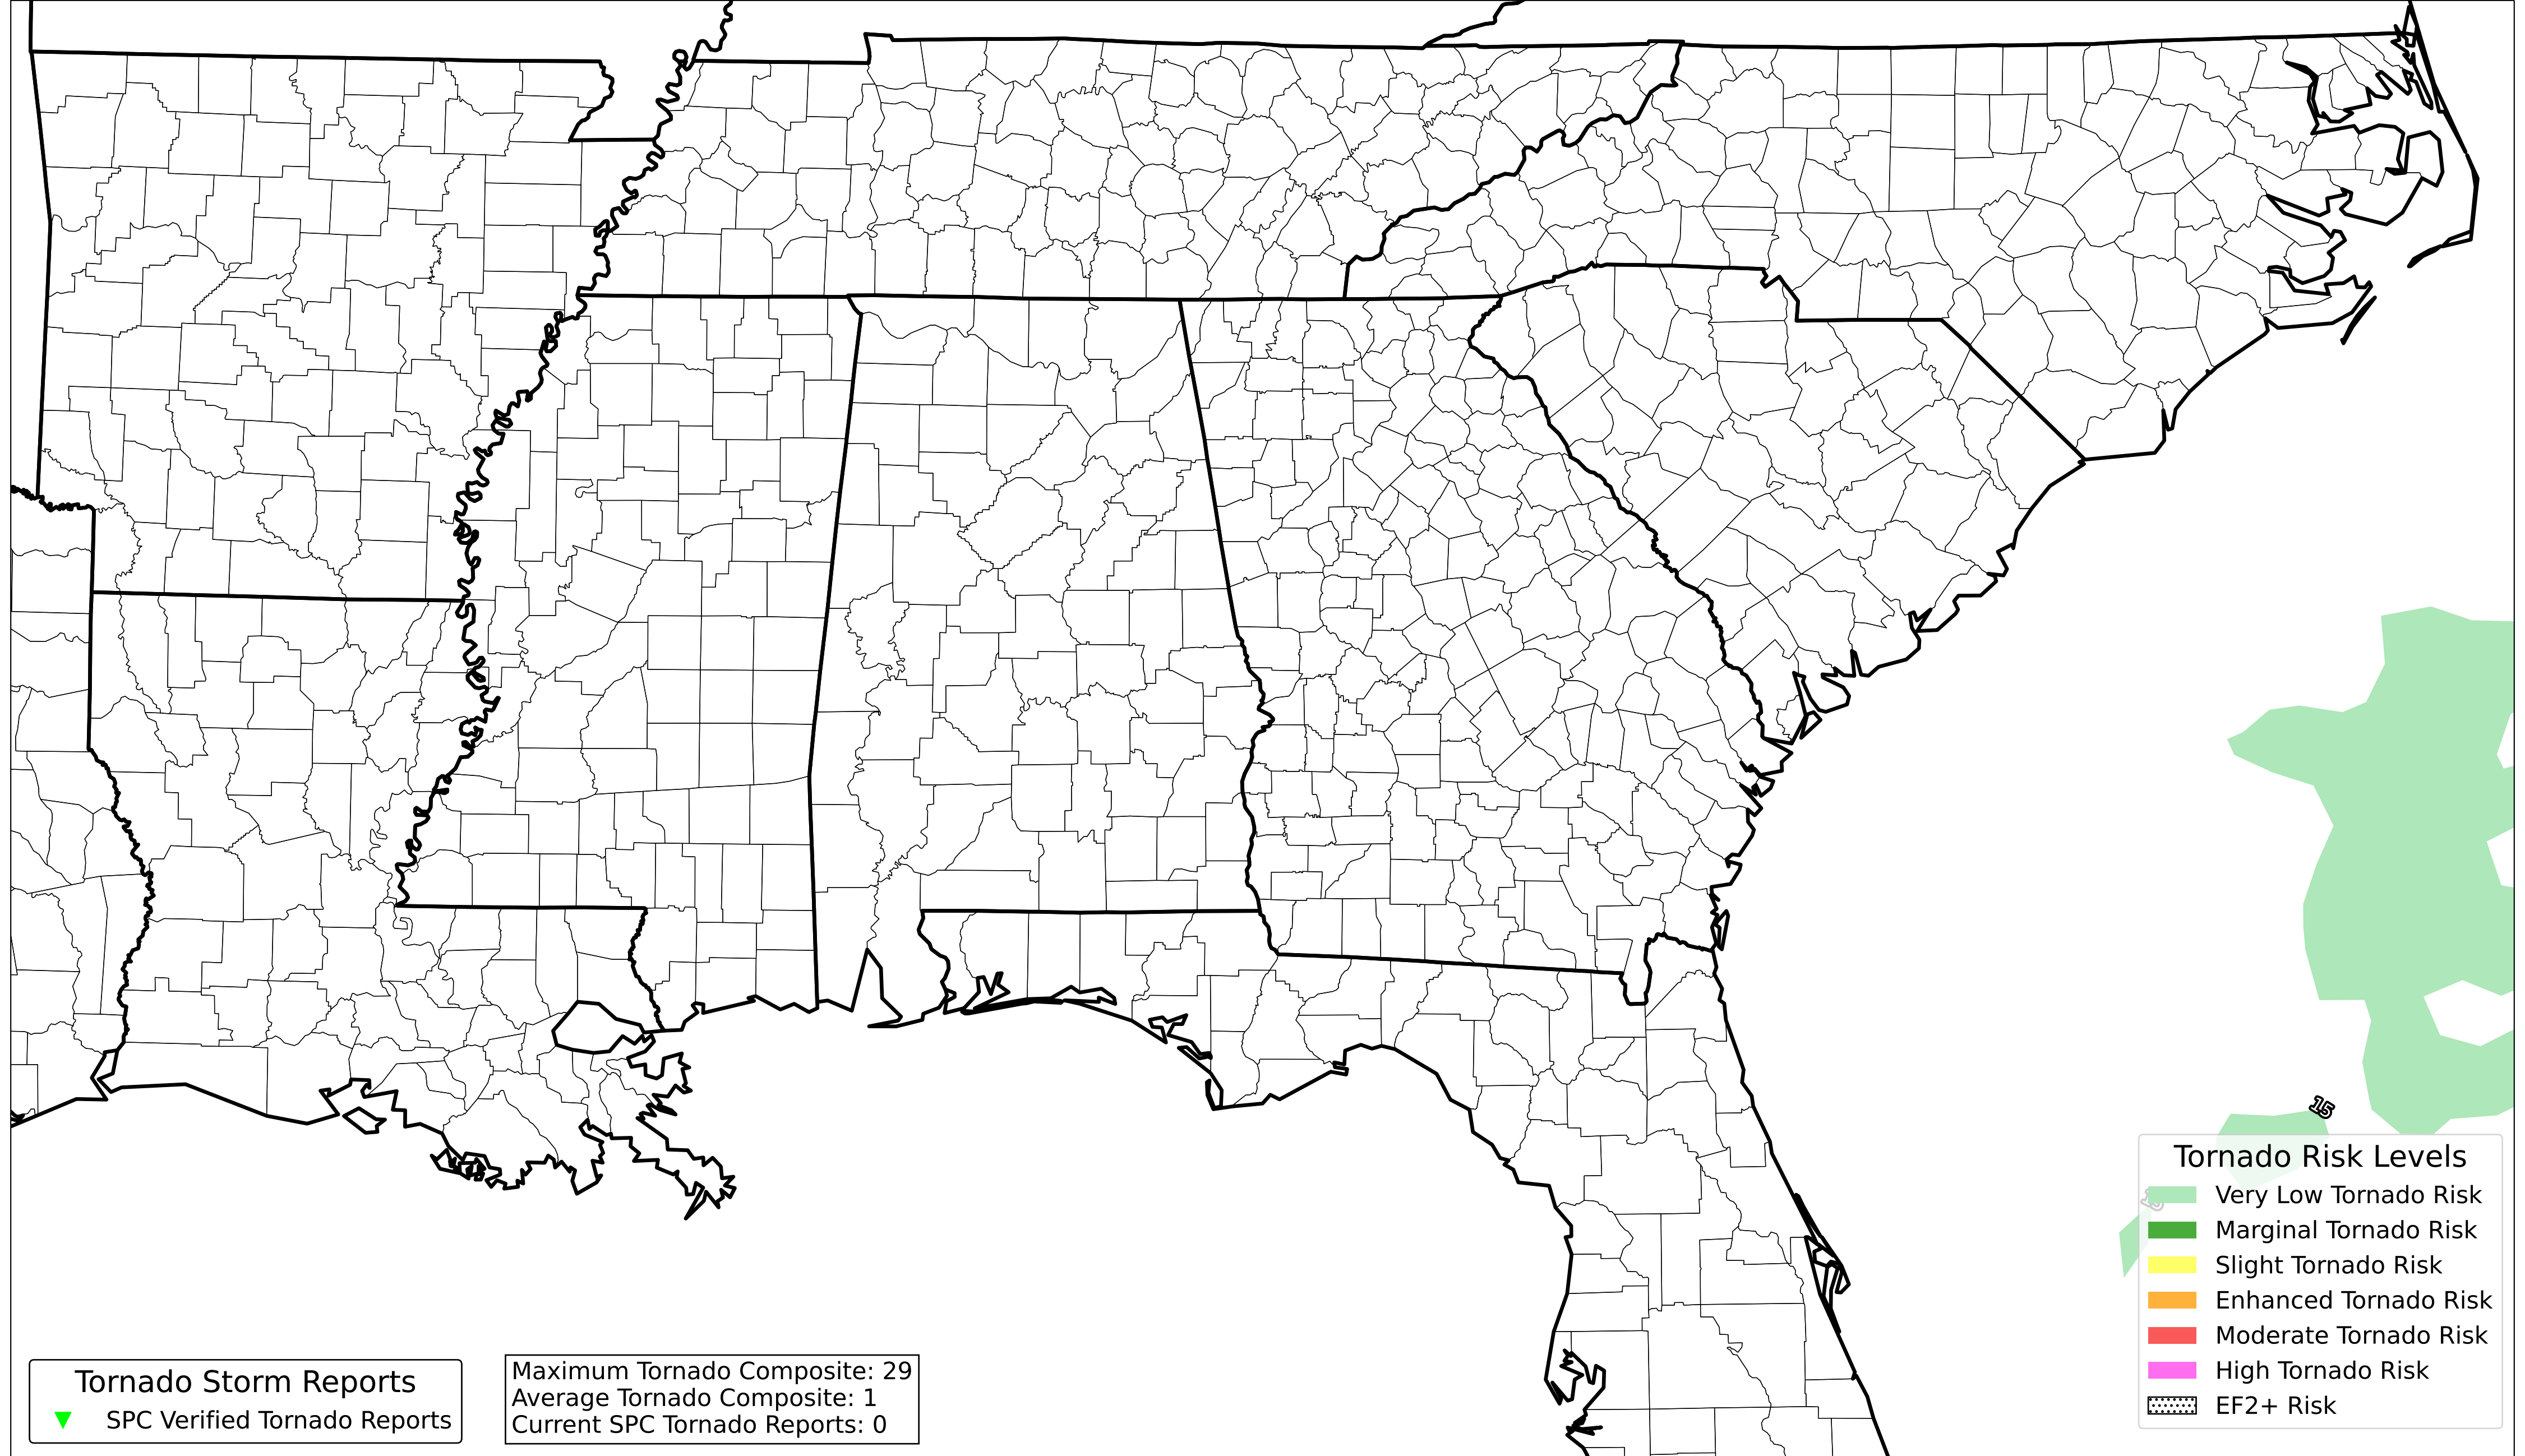 15
15
Tornado Risk Levels
Very Low Tornado Risk
Marginal Tornado Risk
Slight Tornado Risk
Enhanced Tornado Risk
Moderate Tornado Risk
High Tornado Risk
EF2+ Risk
Tornado Storm Reports
SPC Verified Tornado Reports
Maximum Tornado Composite: 29
Average Tornado Composite: 1
Current SPC Tornado Reports: 0